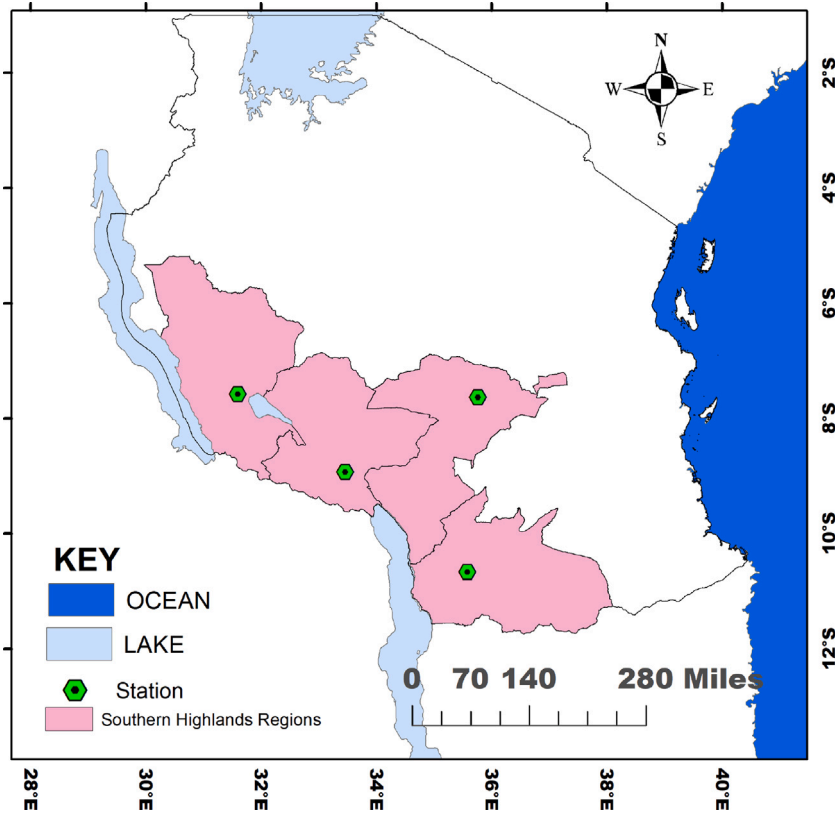 N
W E
S
2°S
4°S
6°S
8°S
10°S
12°S
KEY
OCEAN
LAKE
Station
Southern Highlands Regions
0 70 140 280 Miles
28°E 30°E 32°E 34°E 36°E 38°E 40°E